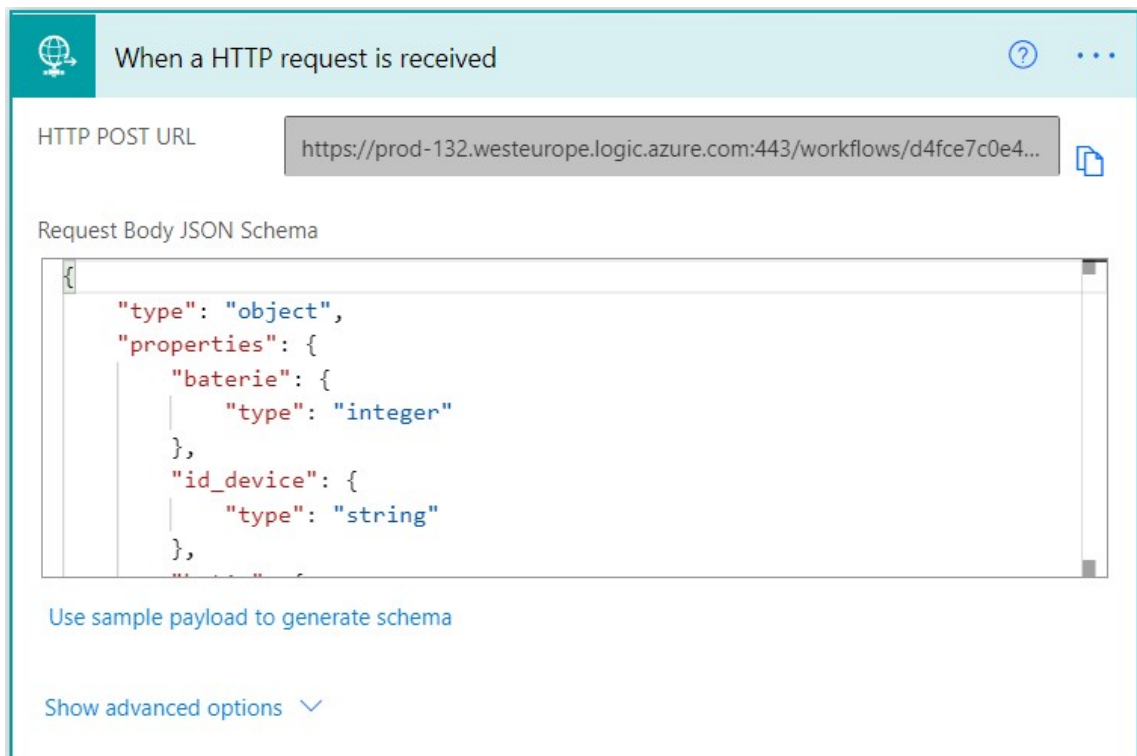 When a HTTP request is received
HTTP POST URL
https://prod-132.westeurope.logic.azure.com:443/workflows/d4fce7c0e4...
Request Body JSON Schema
{
"type": "object",
"properties": {
"baterie": {
"type": "integer"
},
"id_device": {
"type": "string"
},
Use sample payload to generate schema
Show advanced options